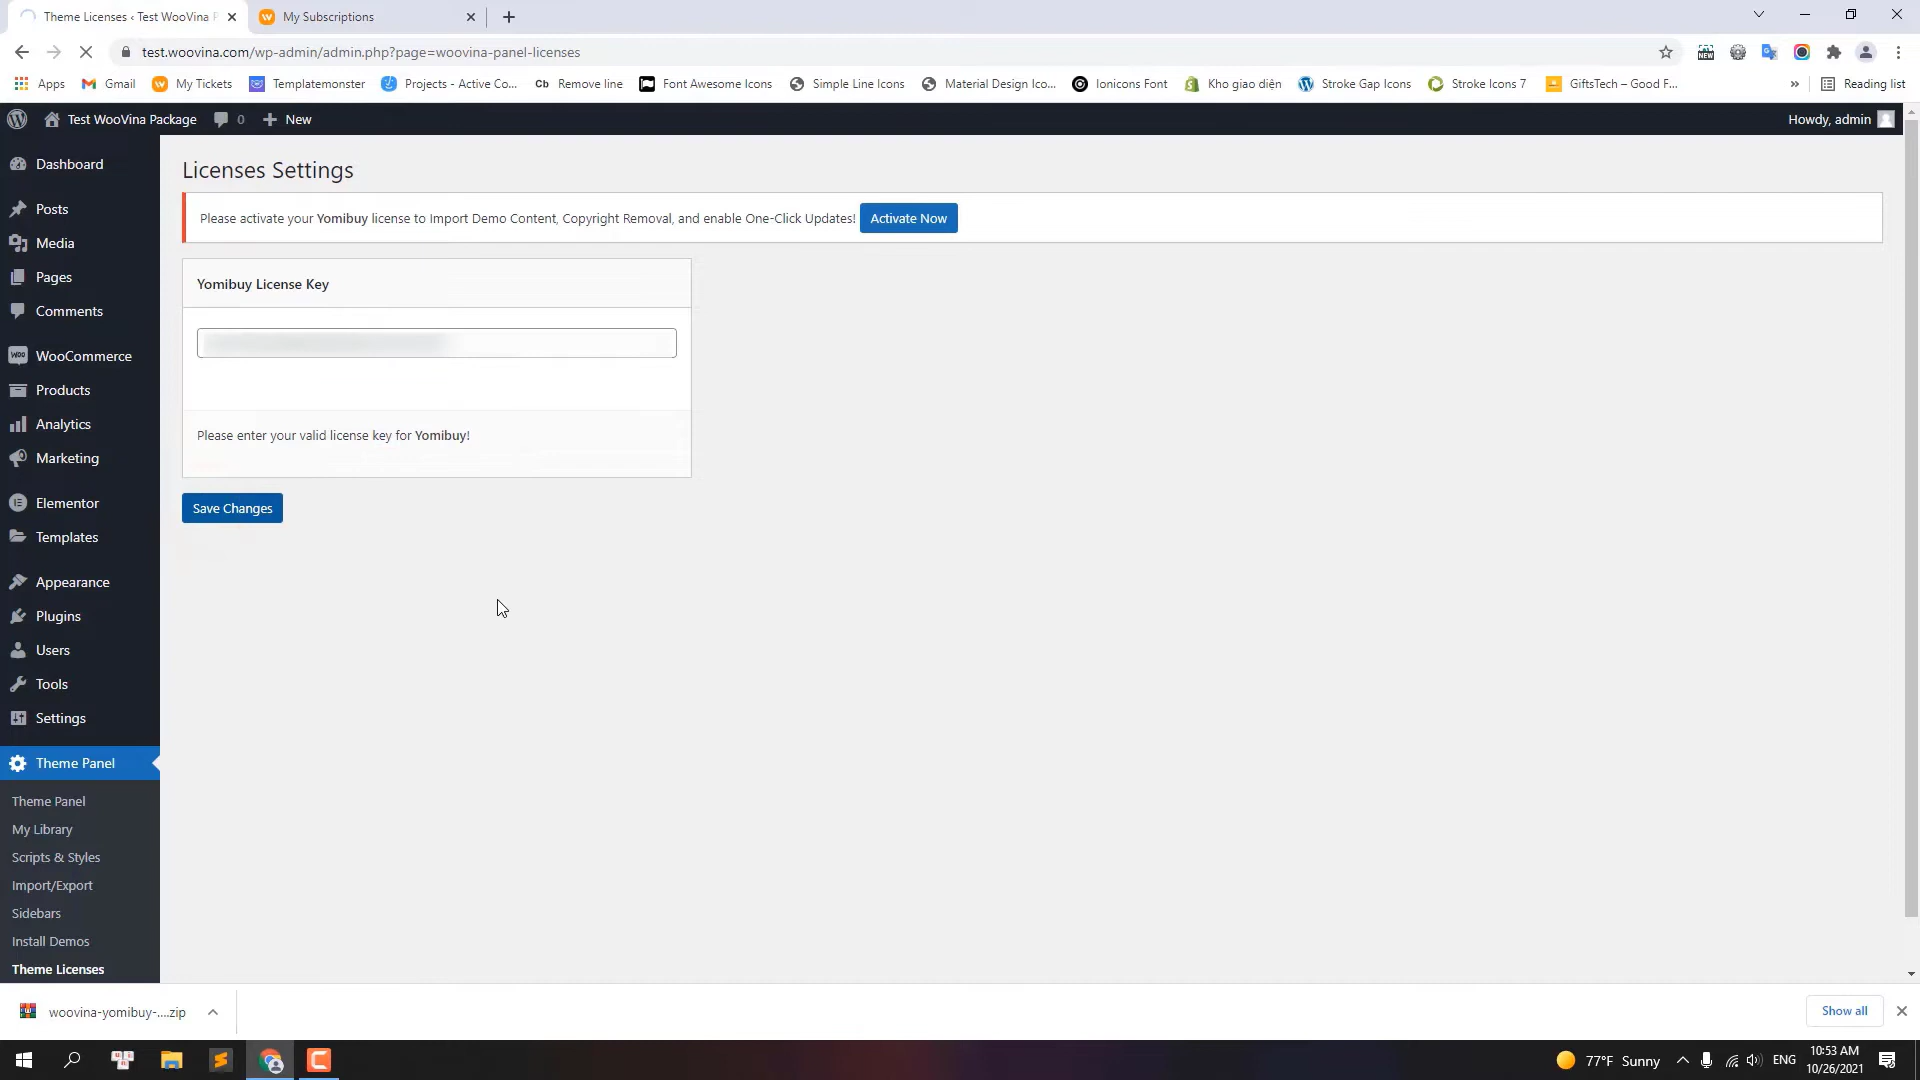 Theme Licenses ‹ Test WooVina P
My Subscriptions
test.woovina.com/wp-admin/admin.php?page=woovina-panel-licenses
Apps
Gmail
My Tickets
Templatemonster
Projects - Active Co...
Cb Remove line
Font Awesome Icons
Simple Line Icons
Material Design Ico...
Ionicons Font
Kho giao diện
Stroke Gap Icons
Stroke Icons 7
GiftsTech – Good F...
»
Reading list
Test WooVina Package
0
New
Howdy, admin
Dashboard
Posts
Media
Pages
Comments
WooCommerce
Products
Analytics
Marketing
Elementor
Templates
Appearance
Plugins
Users
Tools
Settings
Theme Panel
Theme Panel
My Library
Scripts & Styles
Import/Export
Sidebars
Install Demos
Theme Licenses
Licenses Settings
Please activate your Yomibuy license to Import Demo Content, Copyright Removal, and enable One-Click Updates! Activate Now
Yomibuy License Key
Please enter your valid license key for Yomibuy!
Save Changes
woovina-yomibuy-....zip
Show all
77°F Sunny
ENG
10:53 AM
10/26/2021